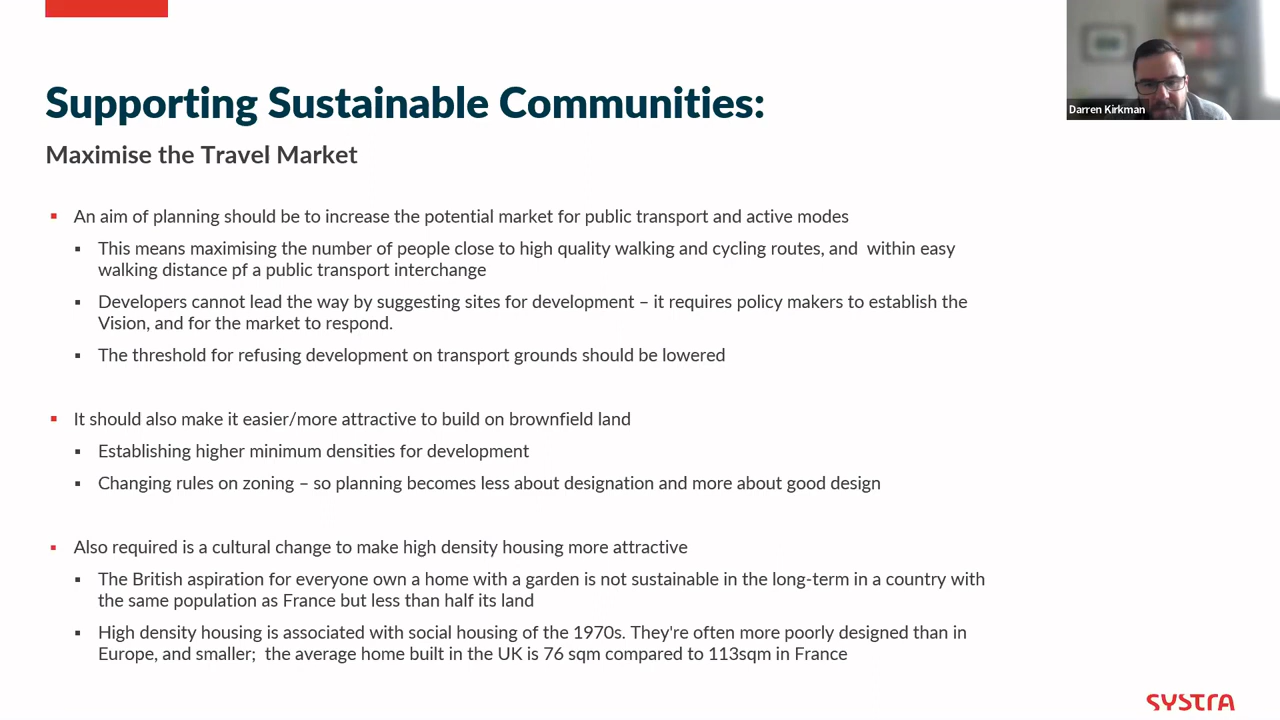 Supporting Sustainable Communities:
Darren Kirkman
Maximise the Travel Market
An aim of planning should be to increase the potential market for public transport and active modes
This means maximising the number of people close to high quality walking and cycling routes, and  within easy
walking distance pf a public transport interchange
Developers cannot lead the way by suggesting sites for development – it requires policy makers to establish the
Vision, and for the market to respond.
The threshold for refusing development on transport grounds should be lowered
It should also make it easier/more attractive to build on brownfield land
Establishing higher minimum densities for development
Changing rules on zoning – so planning becomes less about designation and more about good design
Also required is a cultural change to make high density housing more attractive
The British aspiration for everyone own a home with a garden is not sustainable in the long-term in a country with
the same population as France but less than half its land
High density housing is associated with social housing of the 1970s. They're often more poorly designed than in
Europe, and smaller;  the average home built in the UK is 76 sqm compared to 113sqm in France
SYSTRA